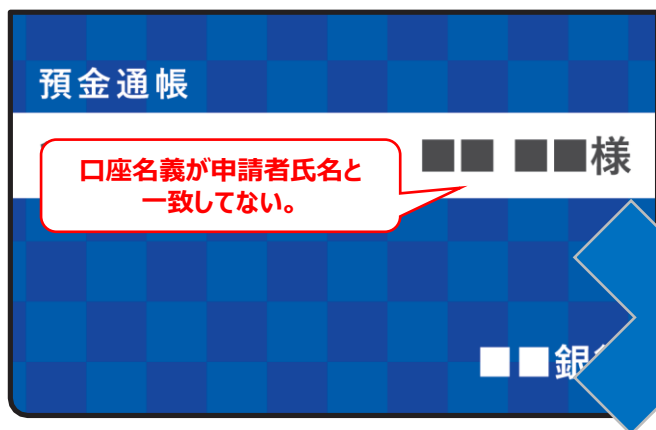 預金通帳
■■ ■■様
口座名義が申請者氏名と
一致してない。
■■銀